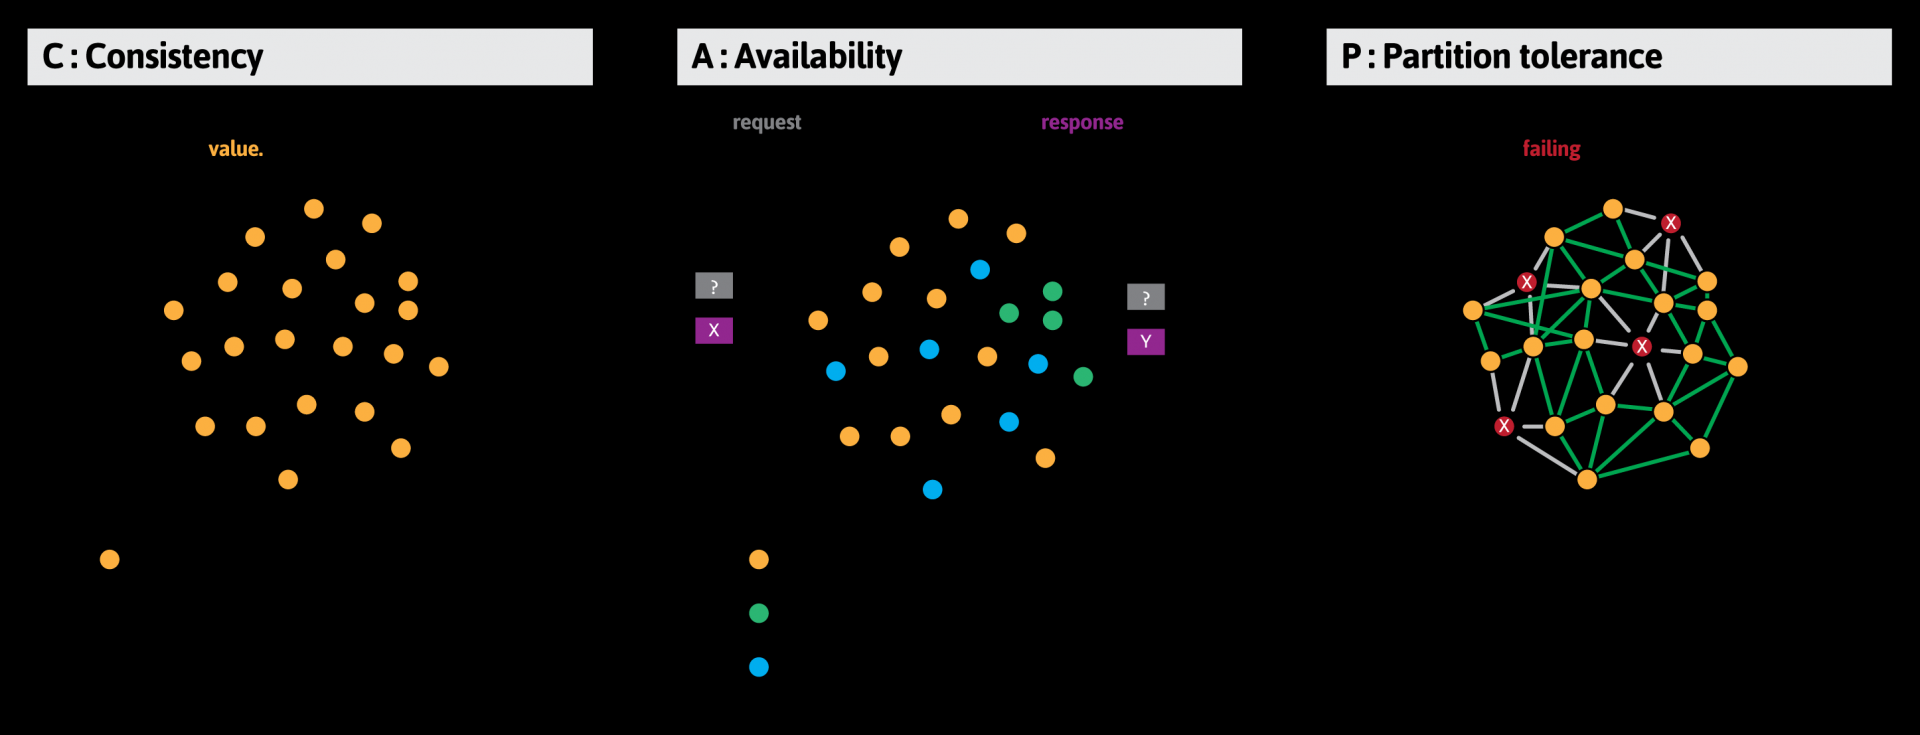 C : Consistency
value.
A : Availability
request
response
?
X
?
Y
P : Partition tolerance
failing
X
X
X
X